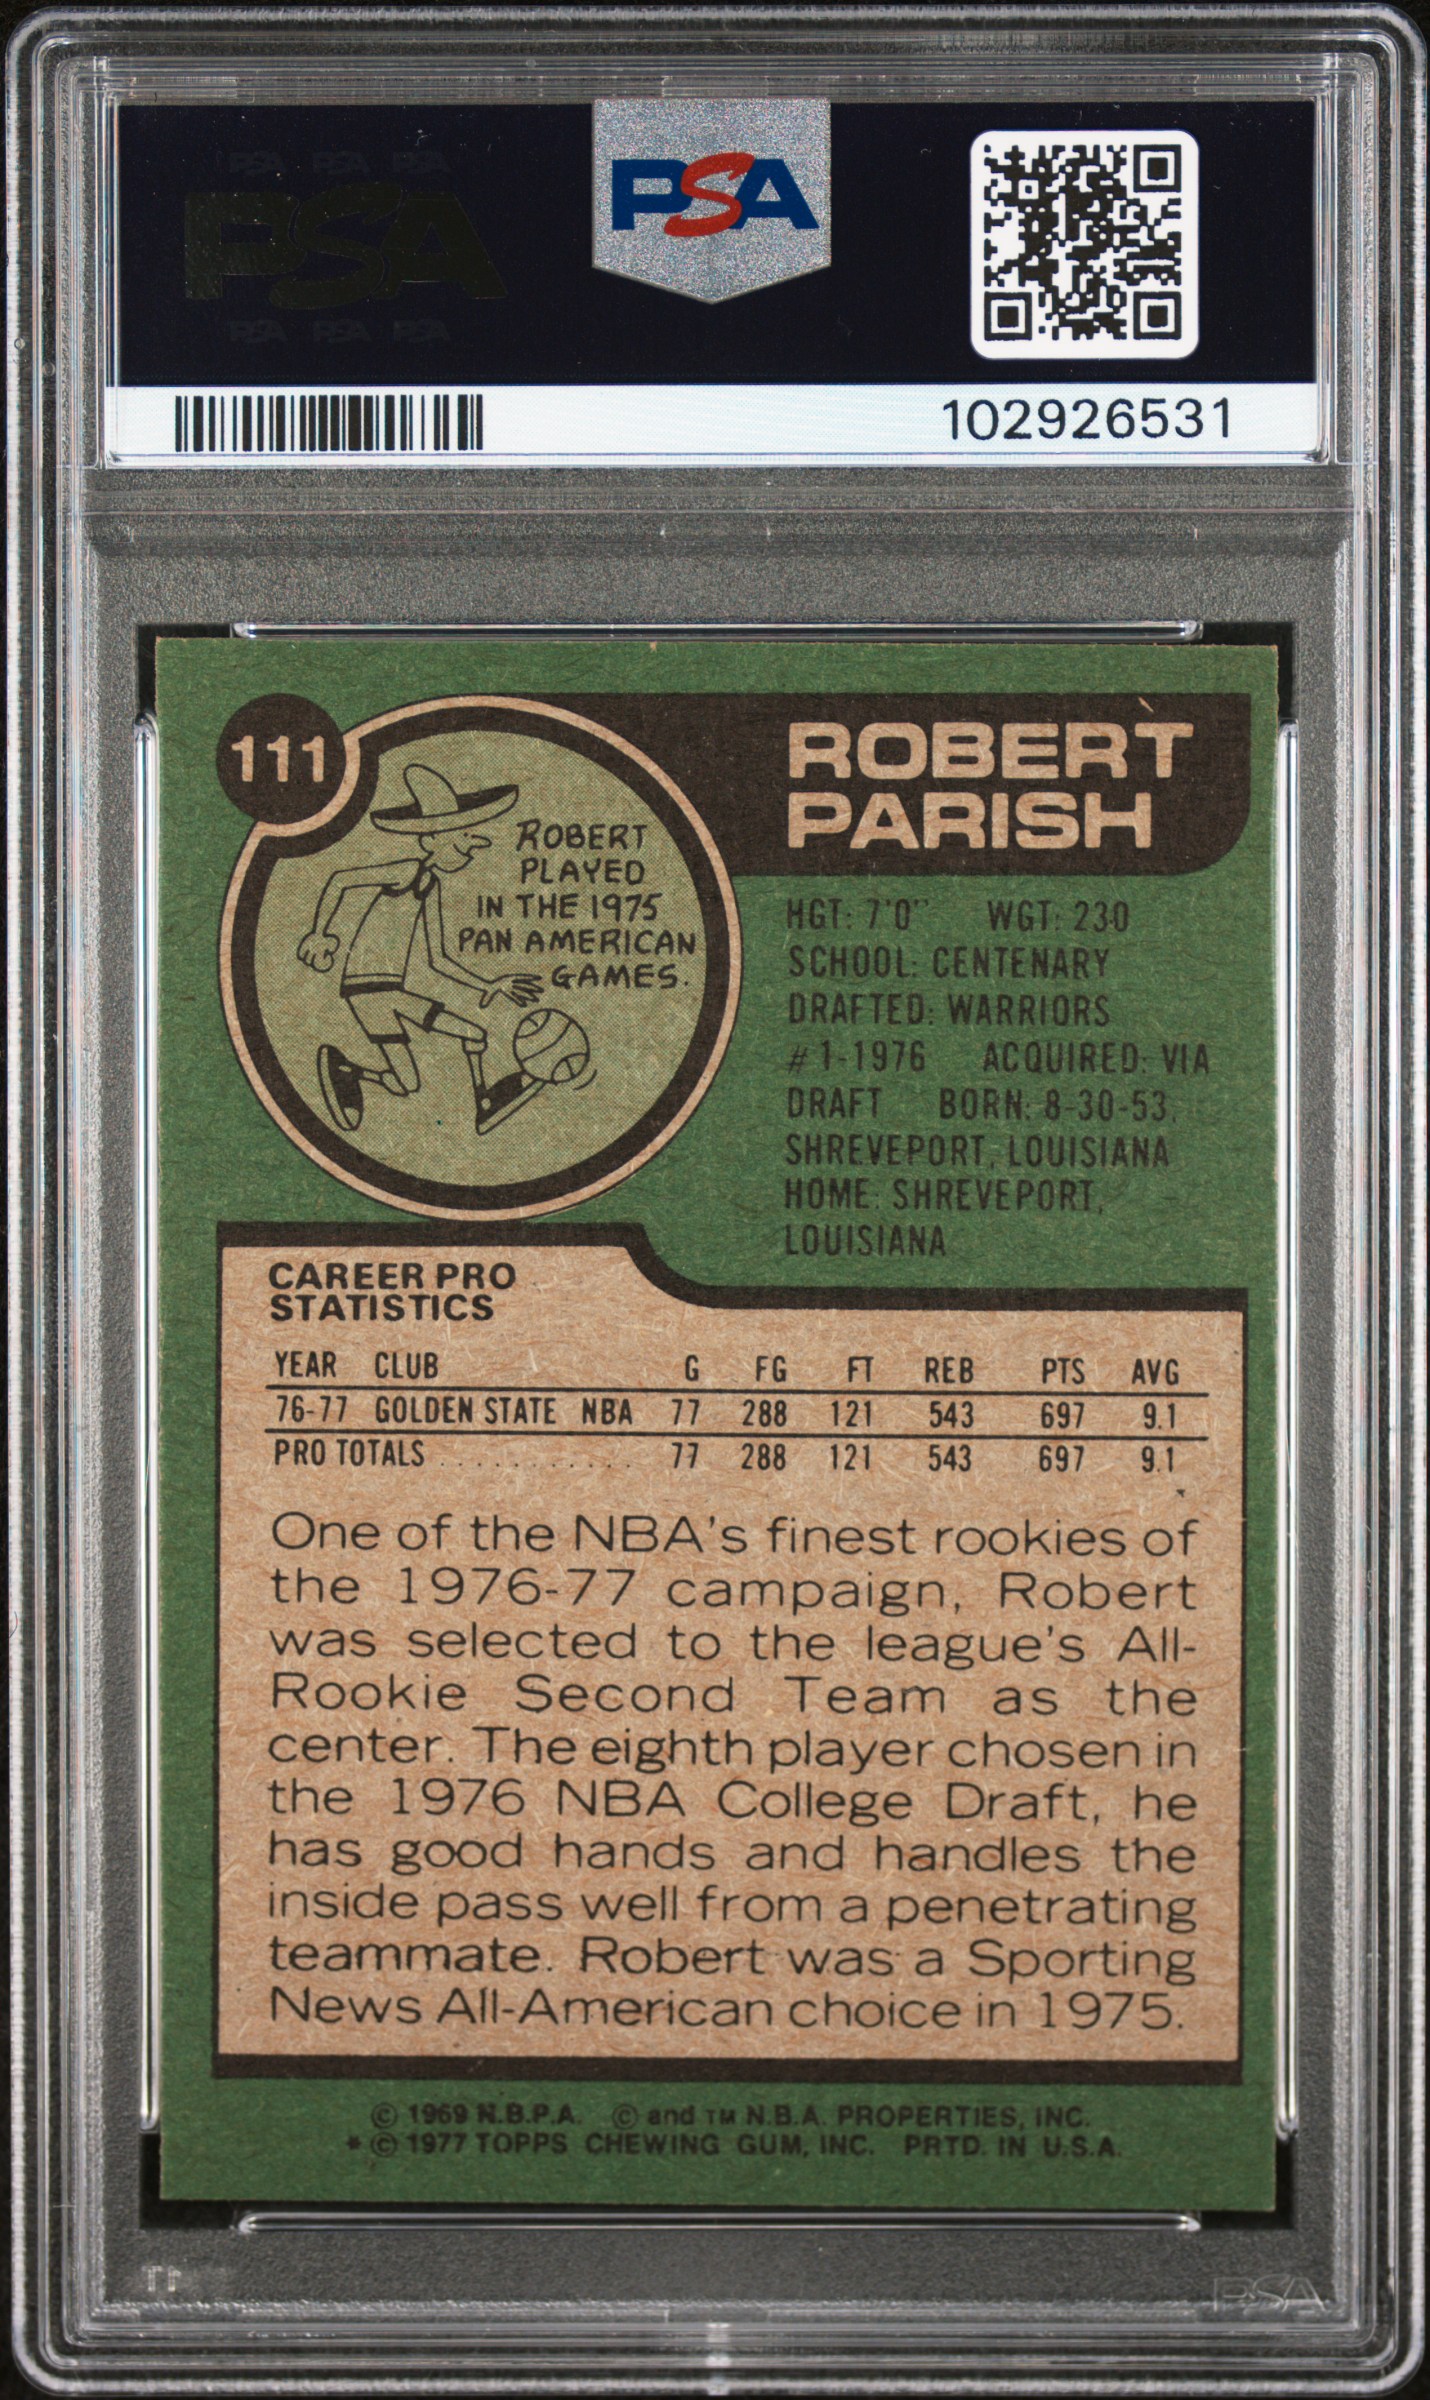 PSA PSA PSA
PSA
PSA PSA PSA
PSA
102926531
111
ROBERT
PARISH
ROBERT
PLAYED
IN THE 1975
PAN AMERICAN
GAMES.
HGT: 7'0" WGT: 230
SCHOOL: CENTENARY
DRAFTED: WARRIORS
#1-1976 ACQUIRED: VIA
DRAFT BORN: 8-30-53,
SHREVEPORT, LOUISIANA
HOME: SHREVEPORT,
LOUISIANA
CAREER PRO
STATISTICS
YEAR CLUB G FG FT REB PTS AVG
76-77 GOLDEN STATE NBA 77 288 121 543 697 9.1
PRO TOTALS . . . . . . . . . . . 77 288 121 543 697 9.1
One of the NBA's finest rookies of
the 1976-77 campaign, Robert
was selected to the league's All-
Rookie Second Team as the
center. The eighth player chosen in
the 1976 NBA College Draft, he
has good hands and handles the
inside pass well from a penetrating
teammate. Robert was a Sporting
News All-American choice in 1975.
© 1969 N.B.P.A. © and TM N.B.A. PROPERTIES, INC.
* © 1977 TOPPS CHEWING GUM, INC. PRTD. IN U.S.A.
PSA